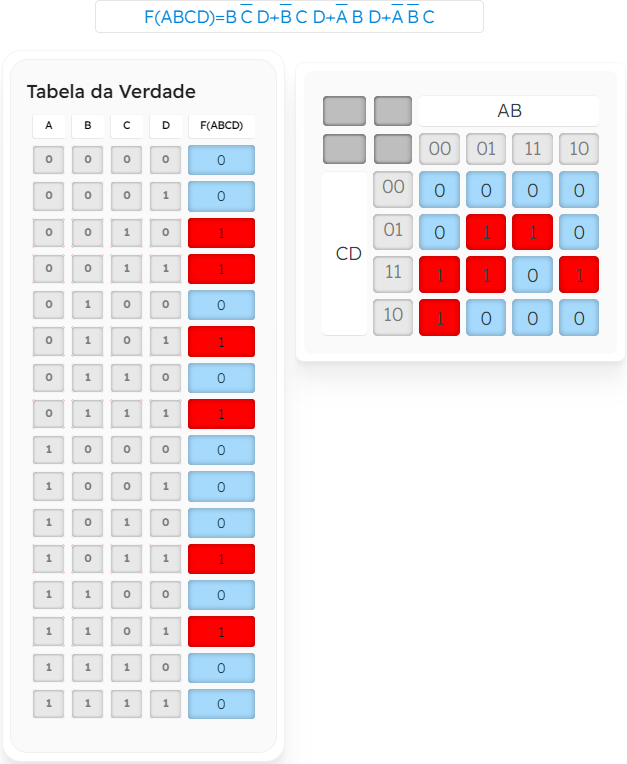 F(ABCD)=B C̅ D+B̅ C D+A̅ B D+A̅ B̅ C
Tabela da Verdade
A B C D F(ABCD)
0 0 0 0 0
0 0 0 1 0
0 0 1 0 1
0 0 1 1 1
0 1 0 0 0
0 1 0 1 1
0 1 1 0 0
0 1 1 1 1
1 0 0 0 0
1 0 0 1 0
1 0 1 0 0
1 0 1 1 1
1 1 0 0 0
1 1 0 1 1
1 1 1 0 0
1 1 1 1 0
AB
00 01 11 10
00 0 0 0 0
01 0 1 1 0
CD
11 1 1 0 1
10 1 0 0 0